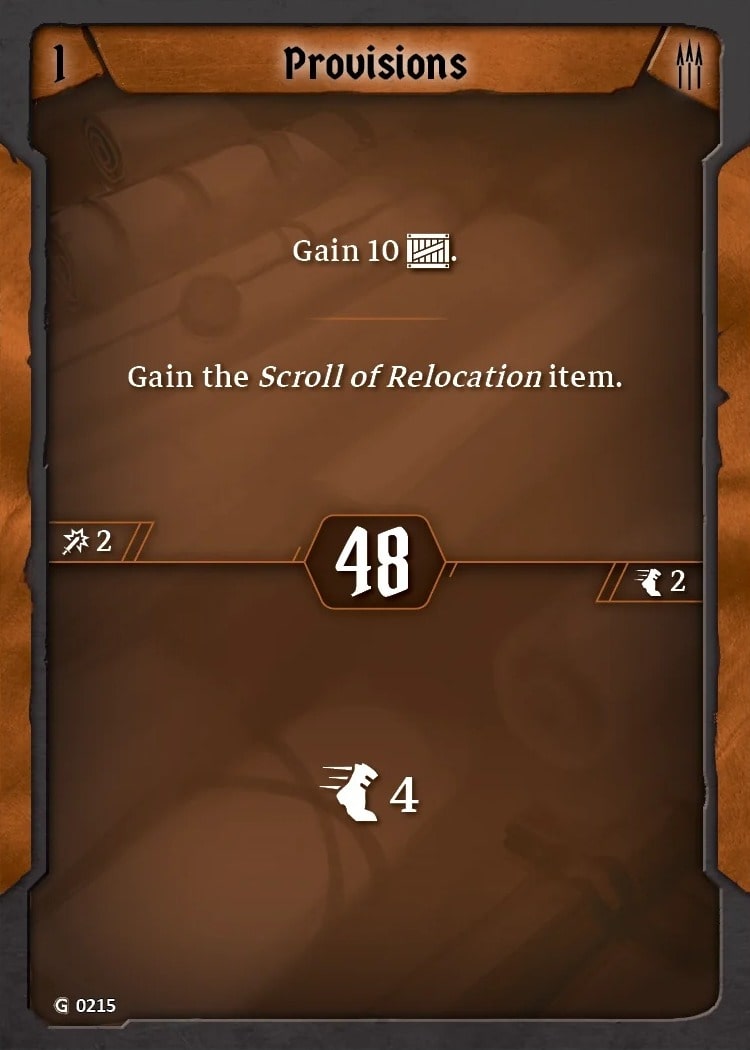 1
Provisions
Gain 10 .
Gain the Scroll of Relocation item.
2
48
2
4
G 0215